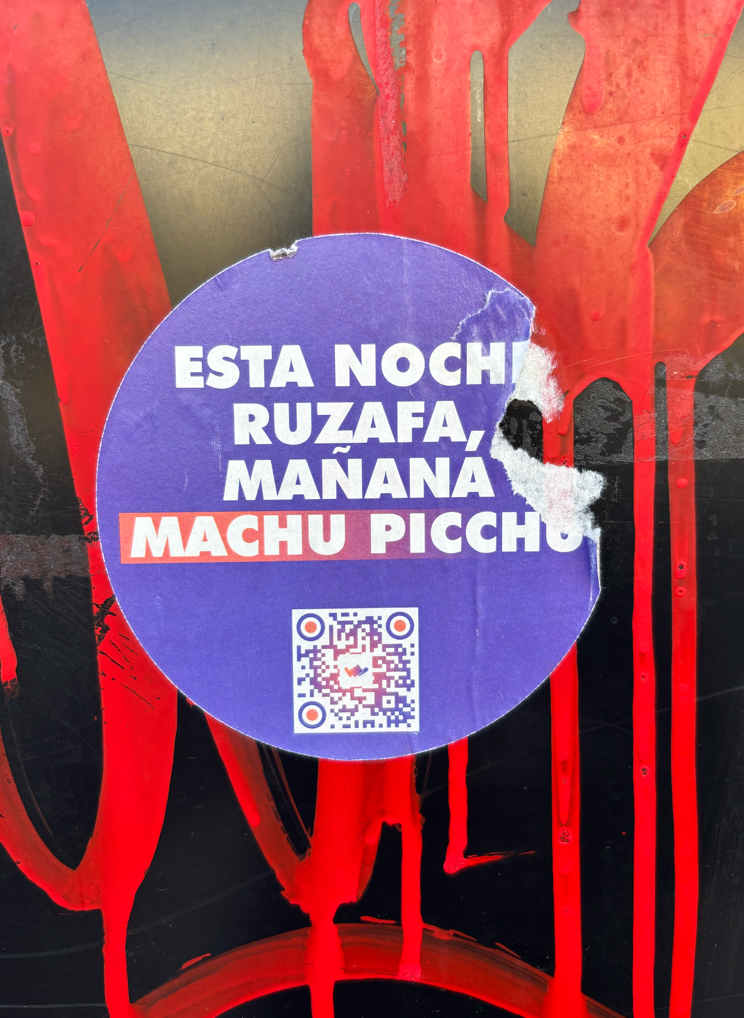 ESTA NOCHE
RUZAFA,
MAÑANA
MACHU PICCHU